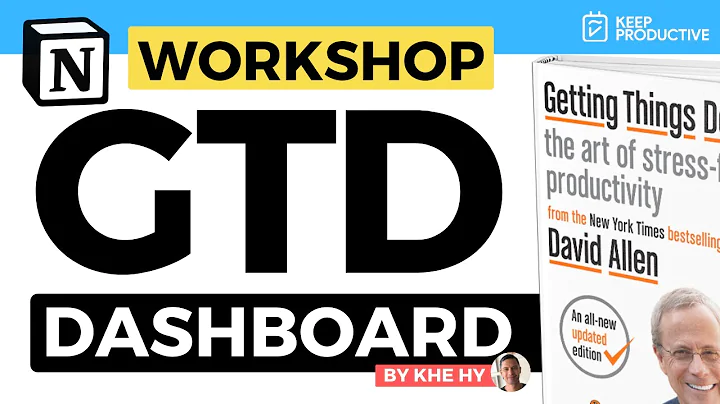 KEEP
PRODUCTIVE
N
WORKSHOP
GTD
DASHBOARD
BY KHE HY
Getting Things
the art of
productivity
from the New York Times bestselling
David Allen
An all-new
updated
edition